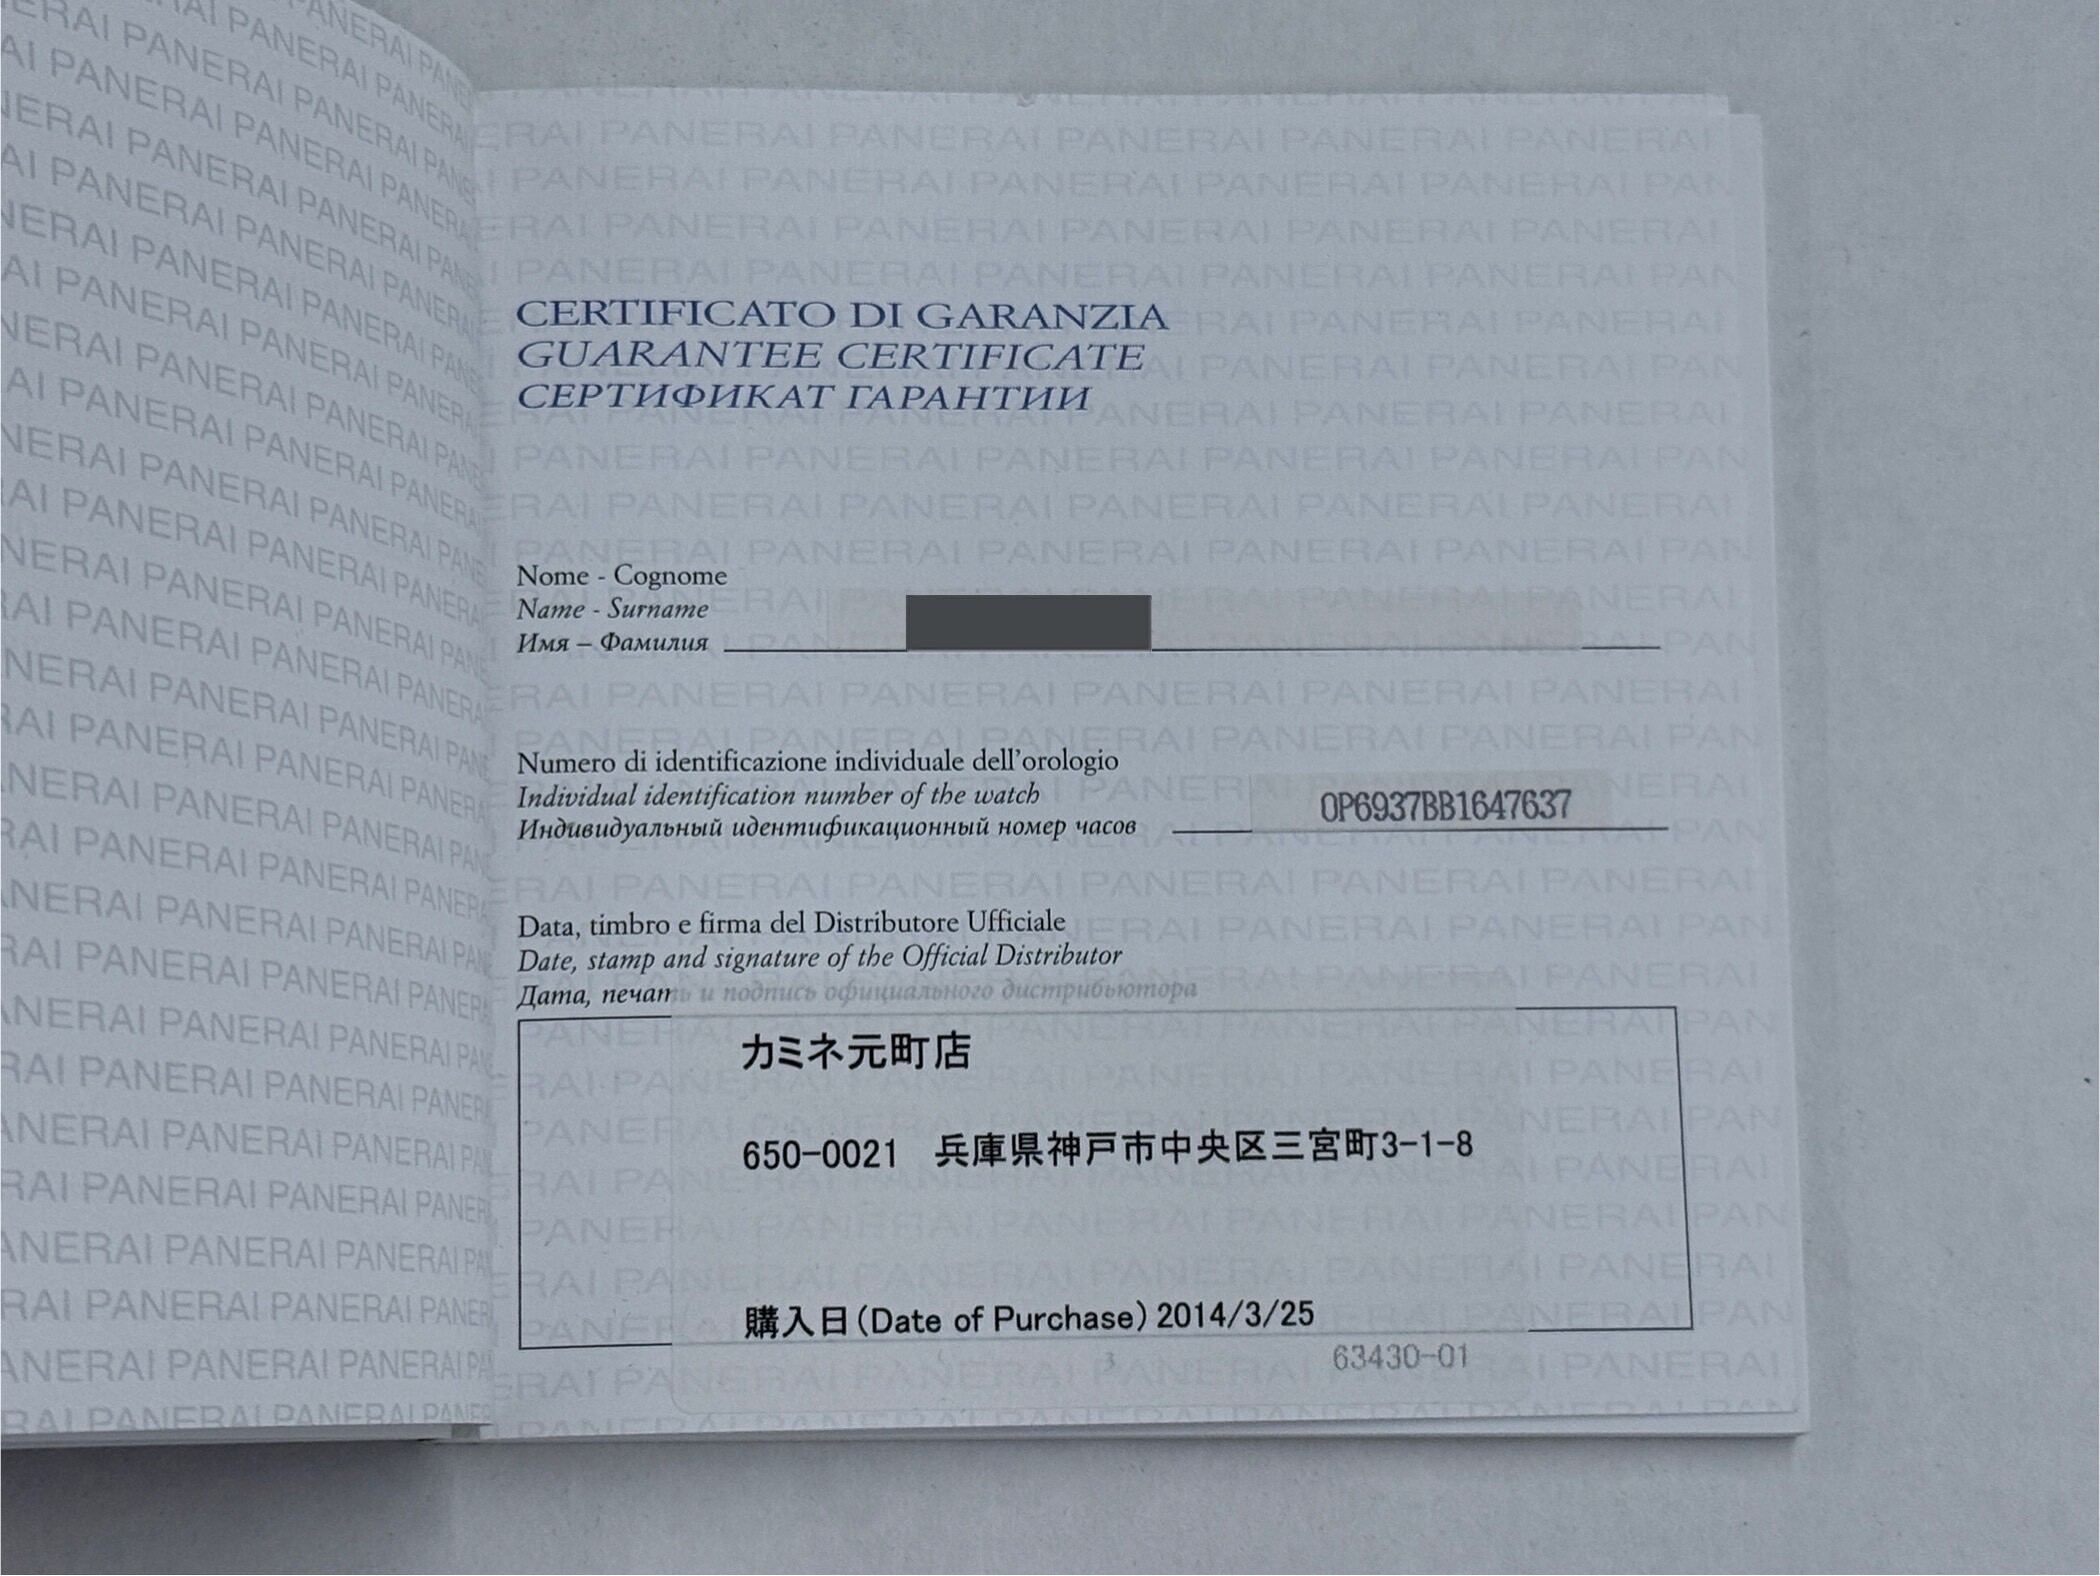 CERTIFICATO DI GARANZIA
GUARANTEE CERTIFICATE
СЕРТИФИКАТ ГАРАНТИИ
Nome - Cognome
Name - Surname
Имя – Фамилия
Numero di identificazione individuale dell'orologio
Individual identification number of the watch
Индивидуальный идентификационный номер часов
OP6937BB1647637
Data, timbro e firma del Distributore Ufficiale
Date, stamp and signature of the Official Distributor
Дата, печать и подпись официального дистрибьютора
カミネ元町店
650-0021 兵庫県神戸市中央区三宮町3-1-8
購入日(Date of Purchase) 2014/3/25
3
63430-01